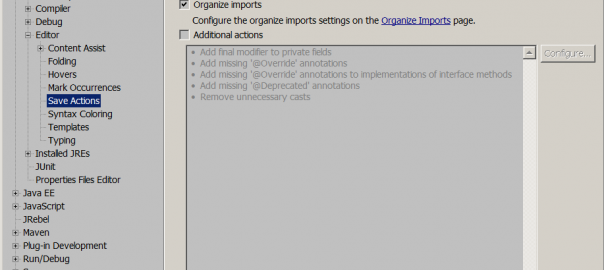 Compiler
Debug
Editor
Content Assist
Folding
Hovers
Mark Occurrences
Save Actions
Syntax Coloring
Templates
Typing
Installed JREs
JUnit
Properties Files Editor
Java EE
JavaScript
JRebel
Maven
Plug-in Development
Run/Debug
Organize imports
Configure the organize imports settings on the Organize Imports page.
Additional actions
Add final modifier to private fields
Add missing '@Override' annotations
Add missing '@Override' annotations to implementations of interface methods
Add missing '@Deprecated' annotations
Remove unnecessary casts
Configure...